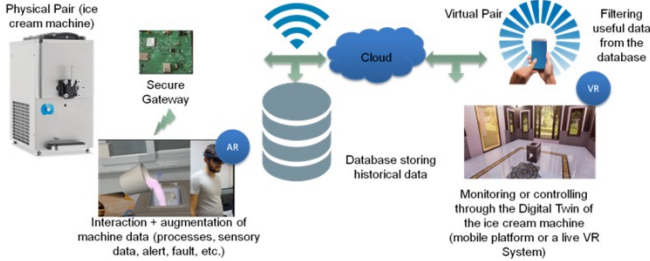 Physical Pair (ice
cream machine)
Secure
Gateway
AR
Interaction + augmentation of
machine data (processes, sensory
data, alert, fault, etc.)
Cloud
Database storing
historical data
Virtual Pair
Filtering
useful data
from the
database
VR
Monitoring or controlling
through the Digital Twin of
the ice cream machine
(mobile platform or a live VR
System)